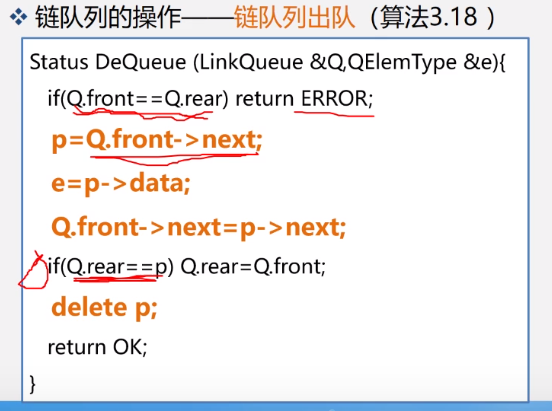 链队列的操作——链队列出队（算法3.18 ）
Status DeQueue (LinkQueue &Q,QElemType &e){
if(Q.front==Q.rear) return ERROR;
p=Q.front->next;
e=p->data;
Q.front->next=p->next;
if(Q.rear==p) Q.rear=Q.front;
delete p;
return OK;
}